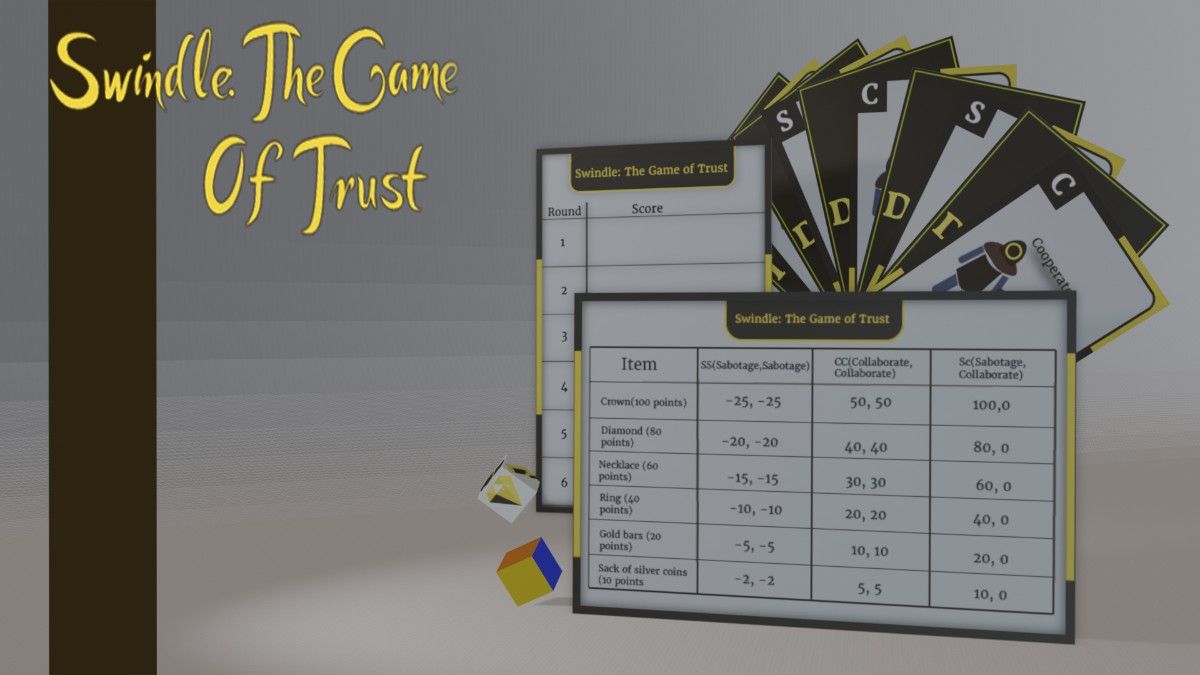 Swindle. The Game
Of Trust
Swindle: The Game of Trust
Round Score
1
2
3
4
5
6
S
C
S
C
D
D
Cooperate
Swindle: The Game of Trust
Item SS(Sabotage,Sabotage) CC(Collaborate, Collaborate) Sc(Sabotage, Collaborate)
Crown(100 points) -25, -25 50, 50 100,0
Diamond (80 points) -20, -20 40, 40 80, 0
Necklace (60 points) -15, -15 30, 30 60, 0
Ring (40 points) -10, -10 20, 20 40, 0
Gold bars (20 points) -5, -5 10, 10 20, 0
Sack of silver coins (10 points -2, -2 5, 5 10, 0